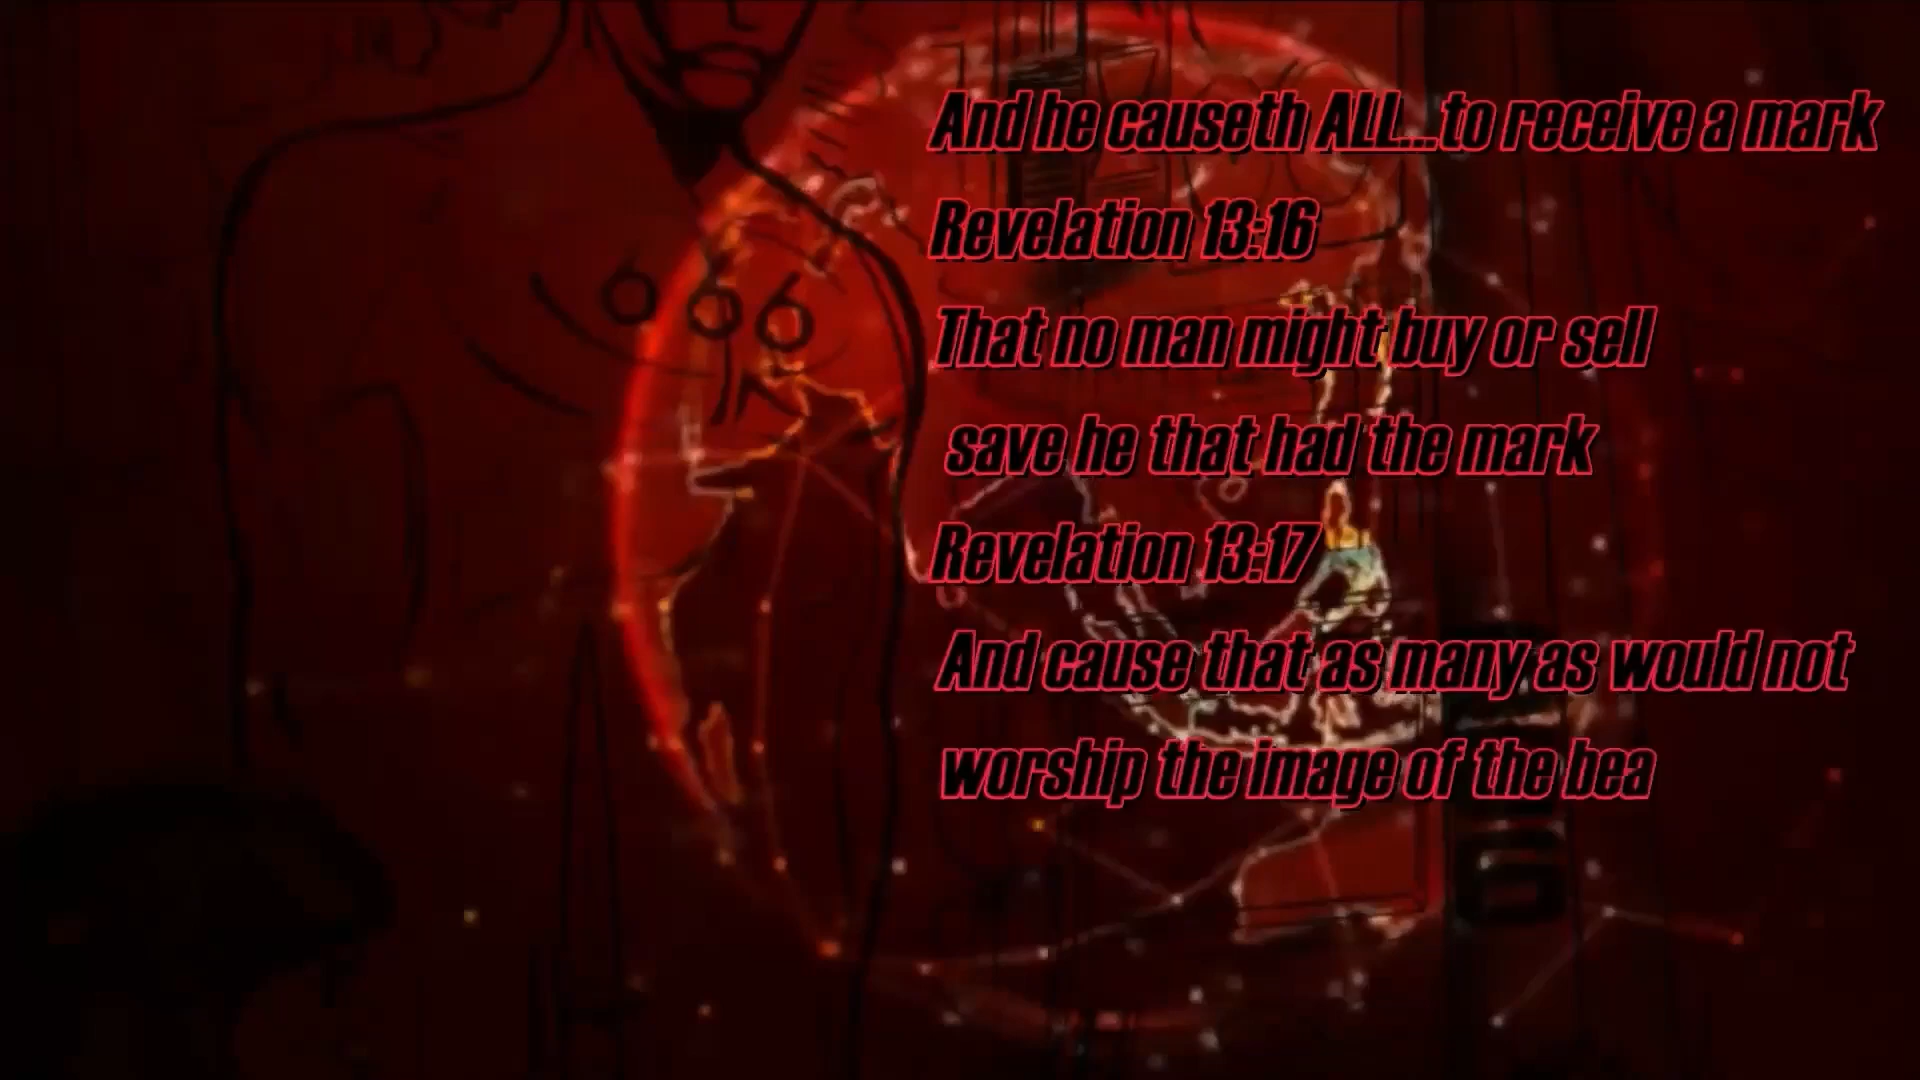 And he causeth ALL...to receive a mark
Revelation 13:16
That no man might buy or sell
save he that had the mark
Revelation 13:17
And cause that as many as would not
worship the image of the bea
666